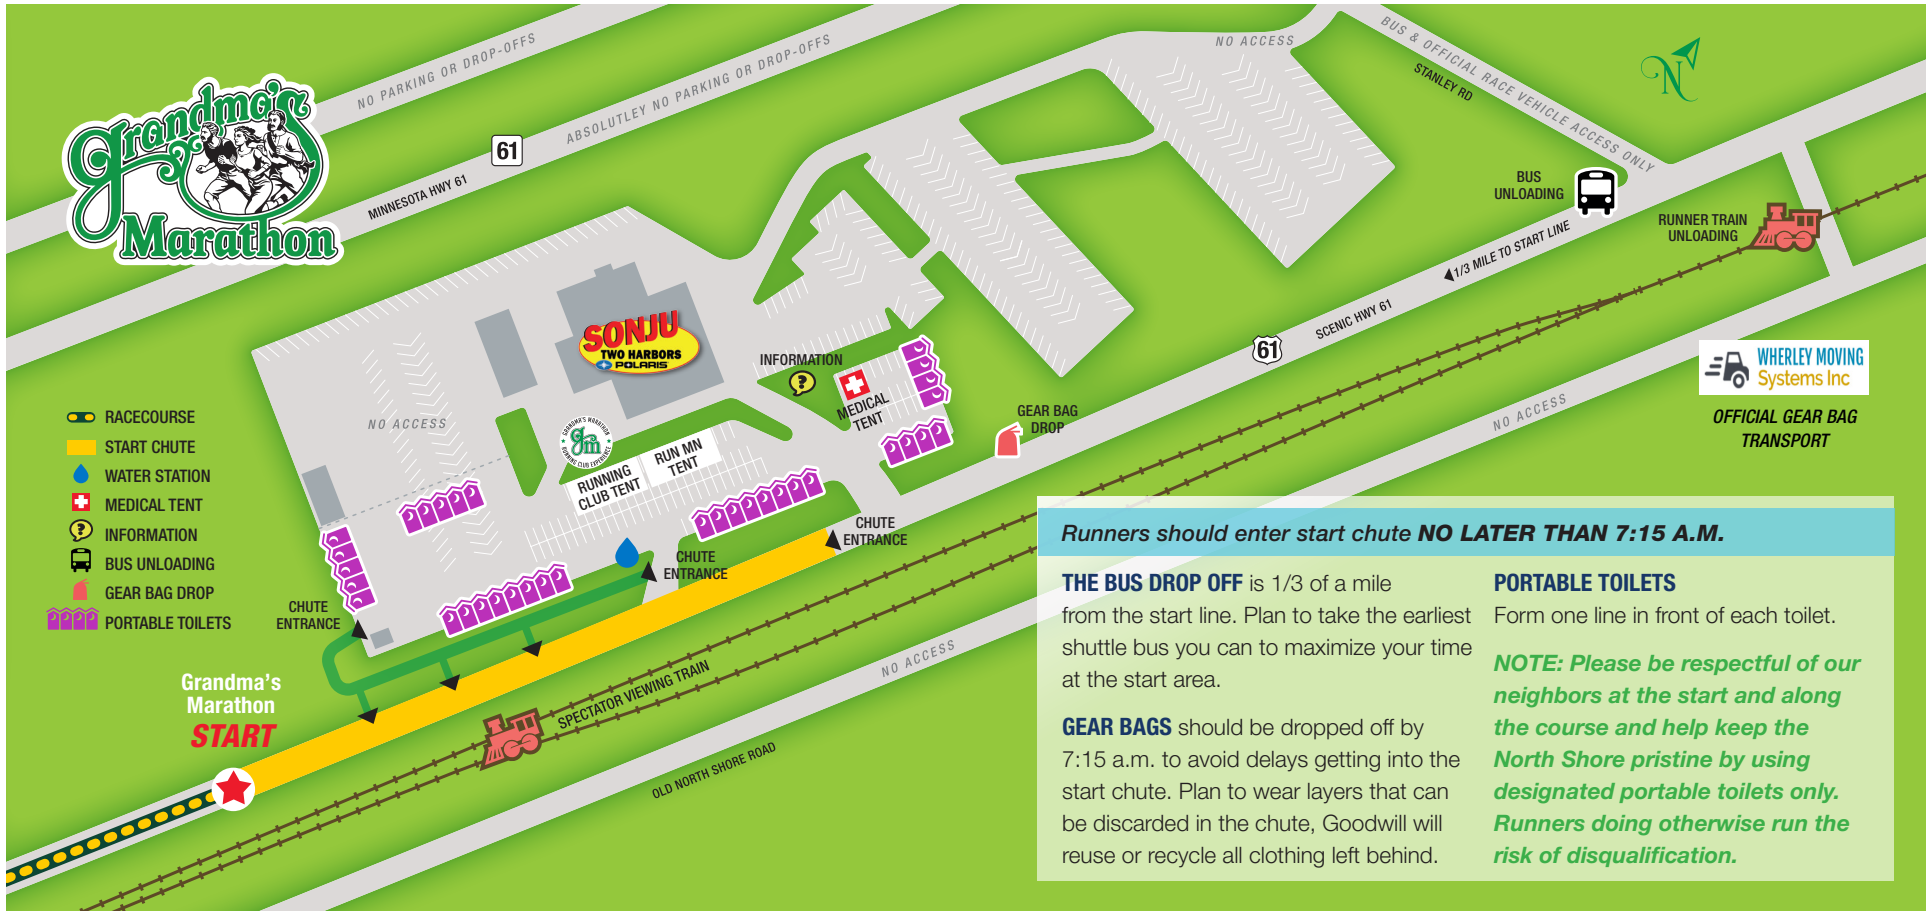 NO PARKING OR DROP-OFFS
ABSOLUTLEY NO PARKING OR DROP-OFFS
NO ACCESS
BUS & OFFICIAL RACE VEHICLE ACCESS ONLY
STANLEY RD
N
Grandma's
Marathon
61
MINNESOTA HWY 61
BUS
UNLOADING
RUNNER TRAIN
UNLOADING
1/3 MILE TO START LINE
SCENIC HWY 61
61
SONJU
TWO HARBORS
POLARIS
INFORMATION
?
MEDICAL
TENT
GEAR BAG
DROP
WHERLEY MOVING
Systems Inc
OFFICIAL GEAR BAG
TRANSPORT
NO ACCESS
NO ACCESS
GRANDMA'S MARATHON
gm
RUNNING CLUB EXPERIENCE
RUNNING
CLUB TENT
RUN MN
TENT
RACECOURSE
START CHUTE
WATER STATION
MEDICAL TENT
? INFORMATION
BUS UNLOADING
GEAR BAG DROP
PORTABLE TOILETS
CHUTE
ENTRANCE
CHUTE
ENTRANCE
CHUTE
ENTRANCE
Grandma's
Marathon
START
SPECTATOR VIEWING TRAIN
NO ACCESS
OLD NORTH SHORE ROAD
Runners should enter start chute NO LATER THAN 7:15 A.M.
THE BUS DROP OFF is 1/3 of a mile
from the start line. Plan to take the earliest
shuttle bus you can to maximize your time
at the start area.
GEAR BAGS should be dropped off by
7:15 a.m. to avoid delays getting into the
start chute. Plan to wear layers that can
be discarded in the chute, Goodwill will
reuse or recycle all clothing left behind.
PORTABLE TOILETS
Form one line in front of each toilet.
NOTE: Please be respectful of our
neighbors at the start and along
the course and help keep the
North Shore pristine by using
designated portable toilets only.
Runners doing otherwise run the
risk of disqualification.